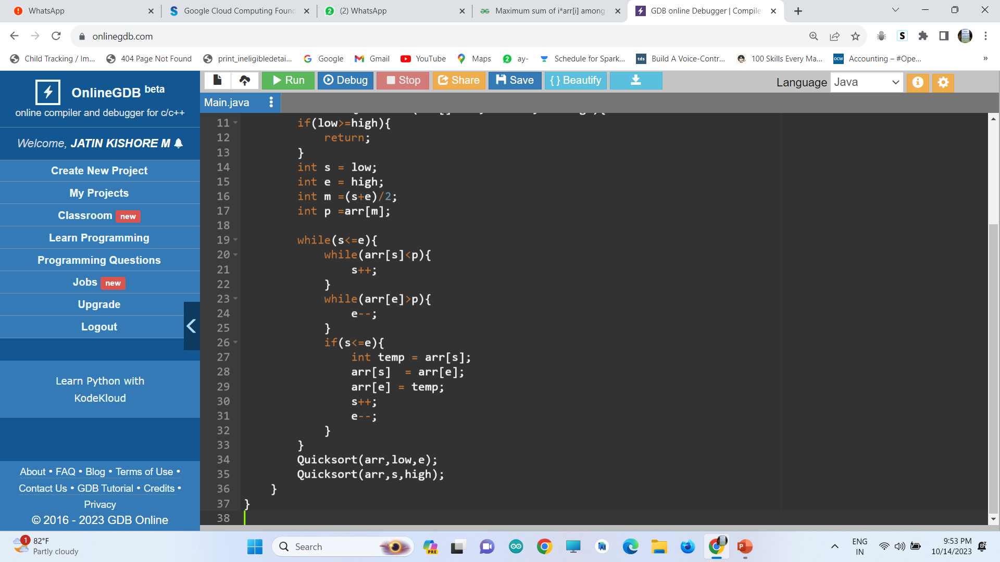 WhatsApp
Google Cloud Computing Foun
(2) WhatsApp
Maximum sum of i*arr[i] among
GDB online Debugger | Compile
onlinegdb.com
Child Tracking / Im...
404 Page Not Found
print_ineligibledetai...
Google
Gmail
YouTube
Maps
ay-
Schedule for Spark...
Build A Voice-Contr...
100 Skills Every Ma...
Accounting – #Ope...
»
OnlineGDB beta
online compiler and debugger for c/c++
Welcome, JATIN KISHORE M
Create New Project
My Projects
Classroom new
Learn Programming
Programming Questions
Jobs new
Upgrade
Logout
Learn Python with
KodeKloud
About • FAQ • Blog • Terms of Use •
Contact Us • GDB Tutorial • Credits •
Privacy
© 2016 - 2023 GDB Online
Run
Debug
Stop
Share
Save
{ } Beautify
Language Java
Main.java
11 if(low>=high){
12 return;
13 }
14 int s = low;
15 int e = high;
16 int m =(s+e)/2;
17 int p =arr[m];
18
19 while(s<=e){
20 while(arr[s]<p){
21 s++;
22 }
23 while(arr[e]>p){
24 e--;
25 }
26 if(s<=e){
27 int temp = arr[s];
28 arr[s]  = arr[e];
29 arr[e] = temp;
30 s++;
31 e--;
32 }
33 }
34 Quicksort(arr,low,e);
35 Quicksort(arr,s,high);
36 }
37 }
38
1
82°F
Partly cloudy
Search
PRE
ENG
IN
9:53 PM
10/14/2023